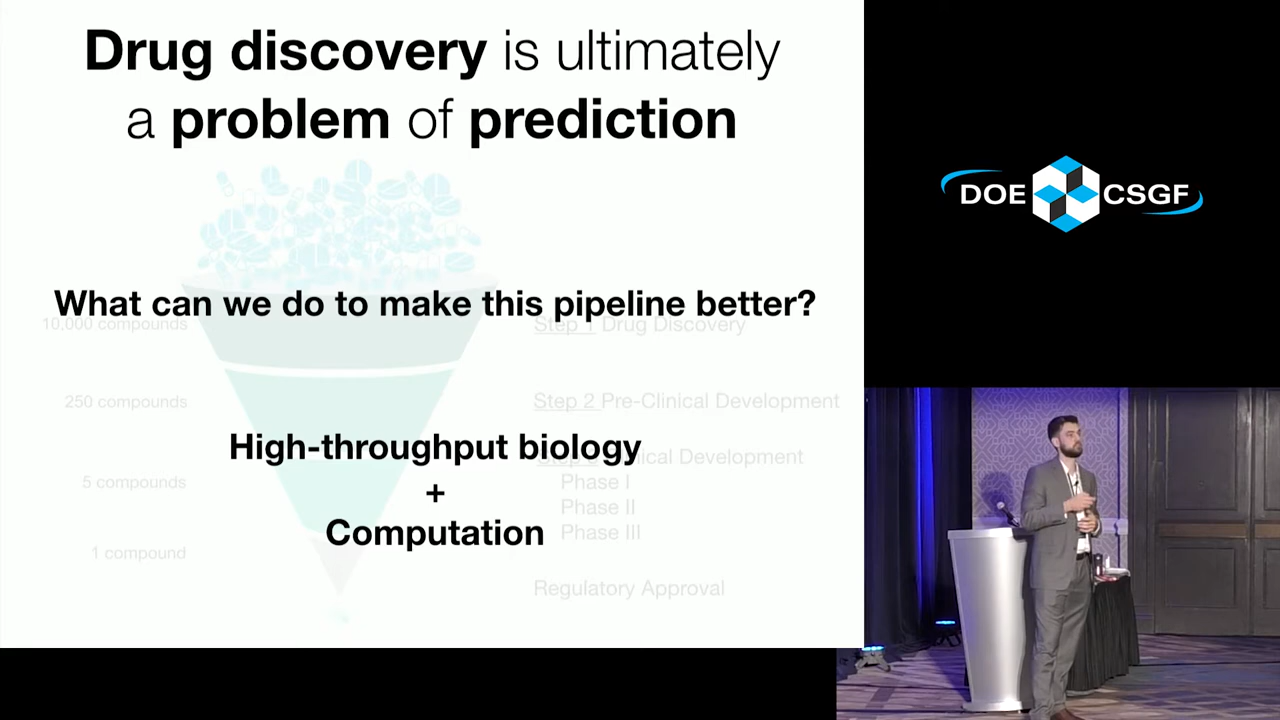 Drug discovery is ultimately
a problem of prediction
What can we do to make this pipeline better?
10,000 compounds
Step 1 Drug Discovery
250 compounds
Step 2 Pre-Clinical Development
High-throughput biology
Development
5 compounds
Phase I
+
Phase II
Computation
Phase III
1 compound
Regulatory Approval
DOE CSGF